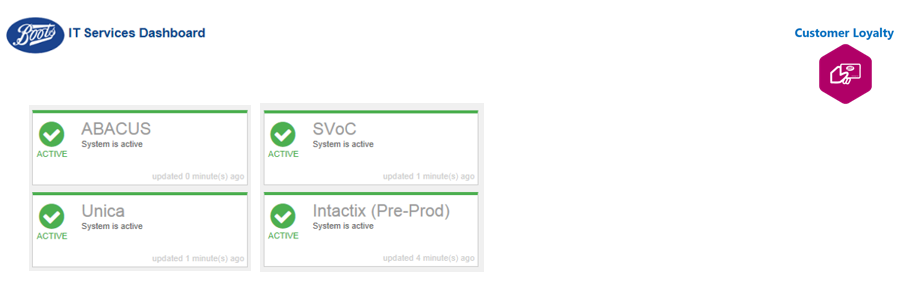 Boots IT Services Dashboard
Customer Loyalty
ABACUS
System is active
ACTIVE
updated 0 minute(s) ago
SVoC
System is active
ACTIVE
updated 1 minute(s) ago
Unica
System is active
ACTIVE
updated 1 minute(s) ago
Intactix (Pre-Prod)
System is active
ACTIVE
updated 4 minute(s) ago